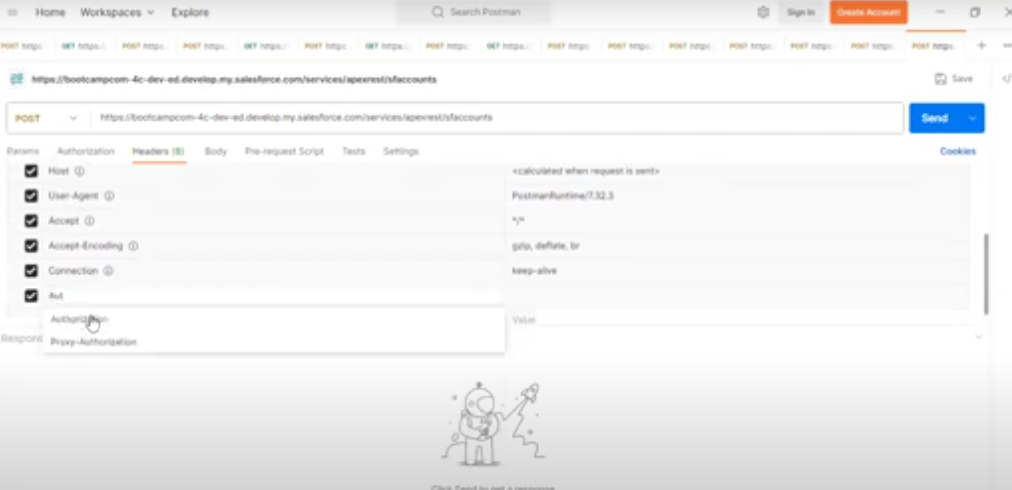 Home Workspaces Explore Search Postman Sign In Create Account
POST https: GET https:/ POST https: POST https: GET https:/ POST https: GET https:/ POST https: GET https:/ POST https: POST https: POST https: POST https: POST https: POST https: POST https:
https://bootcampcom-4c-dev-ed.develop.my.salesforce.com/services/apexrest/sfaccounts Save
POST https://bootcampcom-4c-dev-ed.develop.my.salesforce.com/services/apexrest/sfaccounts Send
Params Authorization Headers (8) Body Pre-request Script Tests Settings Cookies
Host <calculated when request is sent>
User-Agent PostmanRuntime/7.32.3
Accept */*
Accept-Encoding gzip, deflate, br
Connection keep-alive
Aut
Authorization Value
Respons
Proxy-Authorization
Click Send to get a response